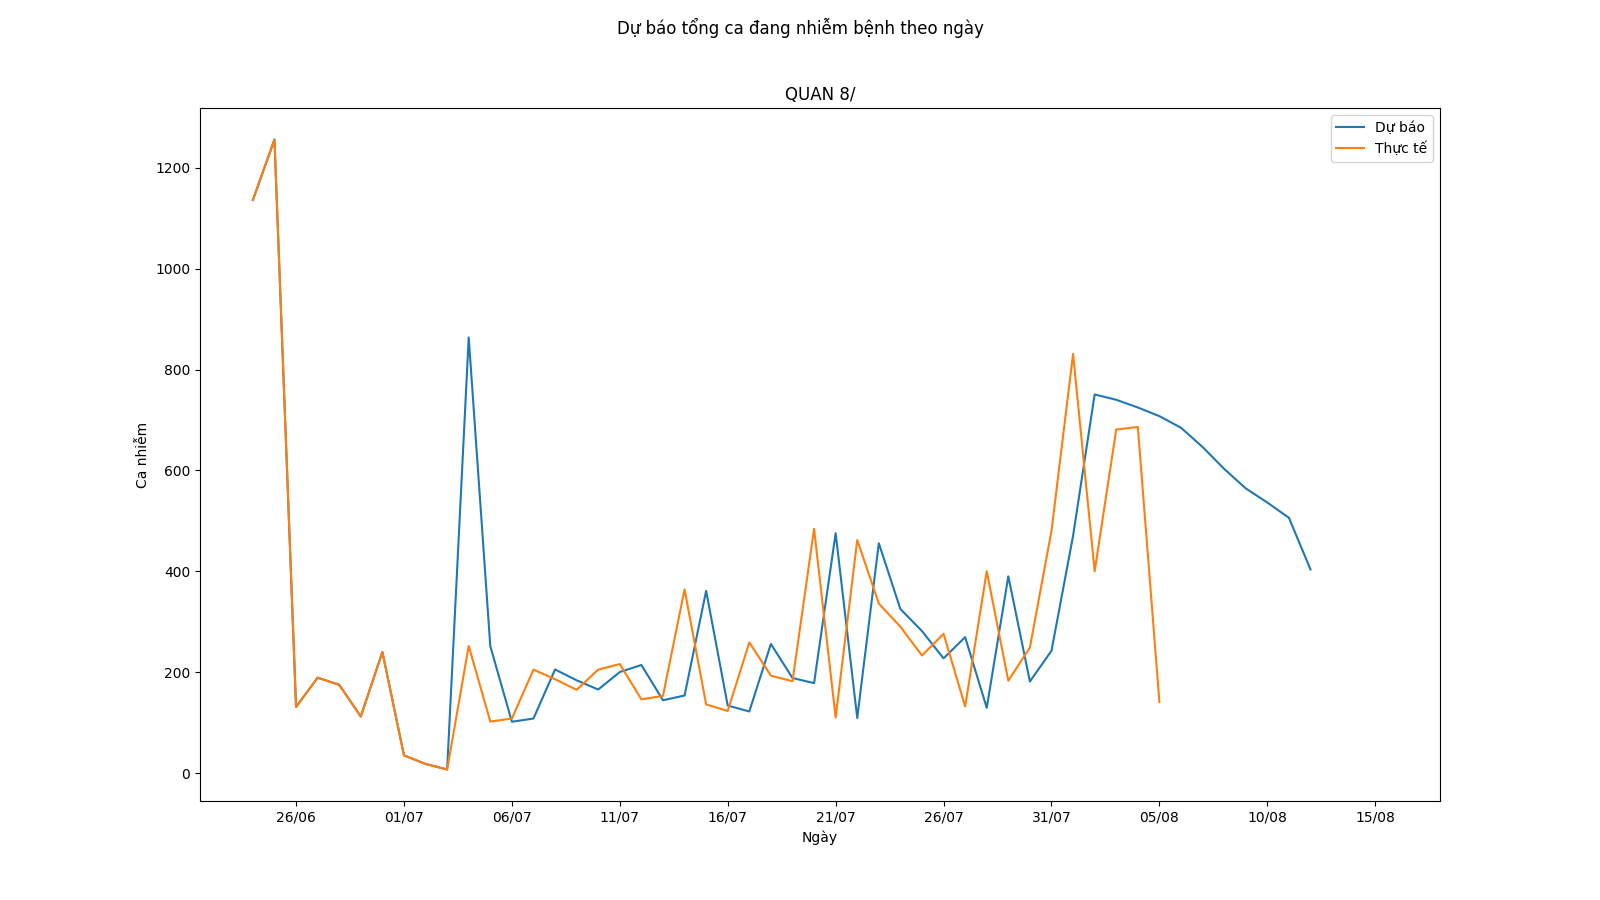 Dự báo tổng ca đang nhiễm bệnh theo ngày
QUAN 8/
Dự báo
Thực tế
1200
1000
800
600
400
200
0
Ca nhiễm
26/06 01/07 06/07 11/07 16/07 21/07 26/07 31/07 05/08 10/08 15/08
Ngày